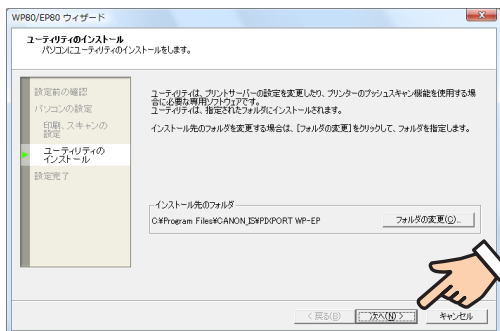 WP80/EP80 ウィザード
ユーティリティのインストール
パソコンにユーティリティのインストールをします。
設定前の確認
パソコンの設定
印刷、スキャンの
設定
ユーティリティの
インストール
設定完了
ユーティリティは、プリントサーバーの設定を変更したり、プリンターのプッシュスキャン機能を使用する場
合に必要な専用ソフトウェアです。
ユーティリティは、指定されたフォルダにインストールされます。
インストール先のフォルダを変更する場合は、[フォルダの変更]をクリックして、フォルダを指定します。
インストール先のフォルダ
C:¥Program Files¥CANON_IS¥PIXPORT WP-EP
フォルダの変更(O)...
< 戻る(B)
次へ(N) >
キャンセル